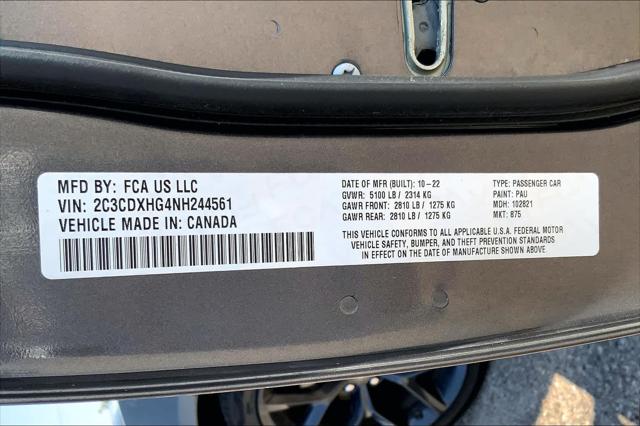 MFD BY: FCA US LLC
VIN: 2C3CDXHG4NH244561
VEHICLE MADE IN: CANADA
DATE OF MFR (BUILT): 10-22
GVWR: 5100 LB / 2314 KG
GAWR FRONT: 2810 LB / 1275 KG
GAWR REAR: 2810 LB / 1275 KG
TYPE: PASSENGER CAR
PAINT: PAU
MDH: 102821
MKT: 875
THIS VEHICLE CONFORMS TO ALL APPLICABLE U.S.A. FEDERAL MOTOR
VEHICLE SAFETY, BUMPER, AND THEFT PREVENTION STANDARDS
IN EFFECT ON THE DATE OF MANUFACTURE SHOWN ABOVE.